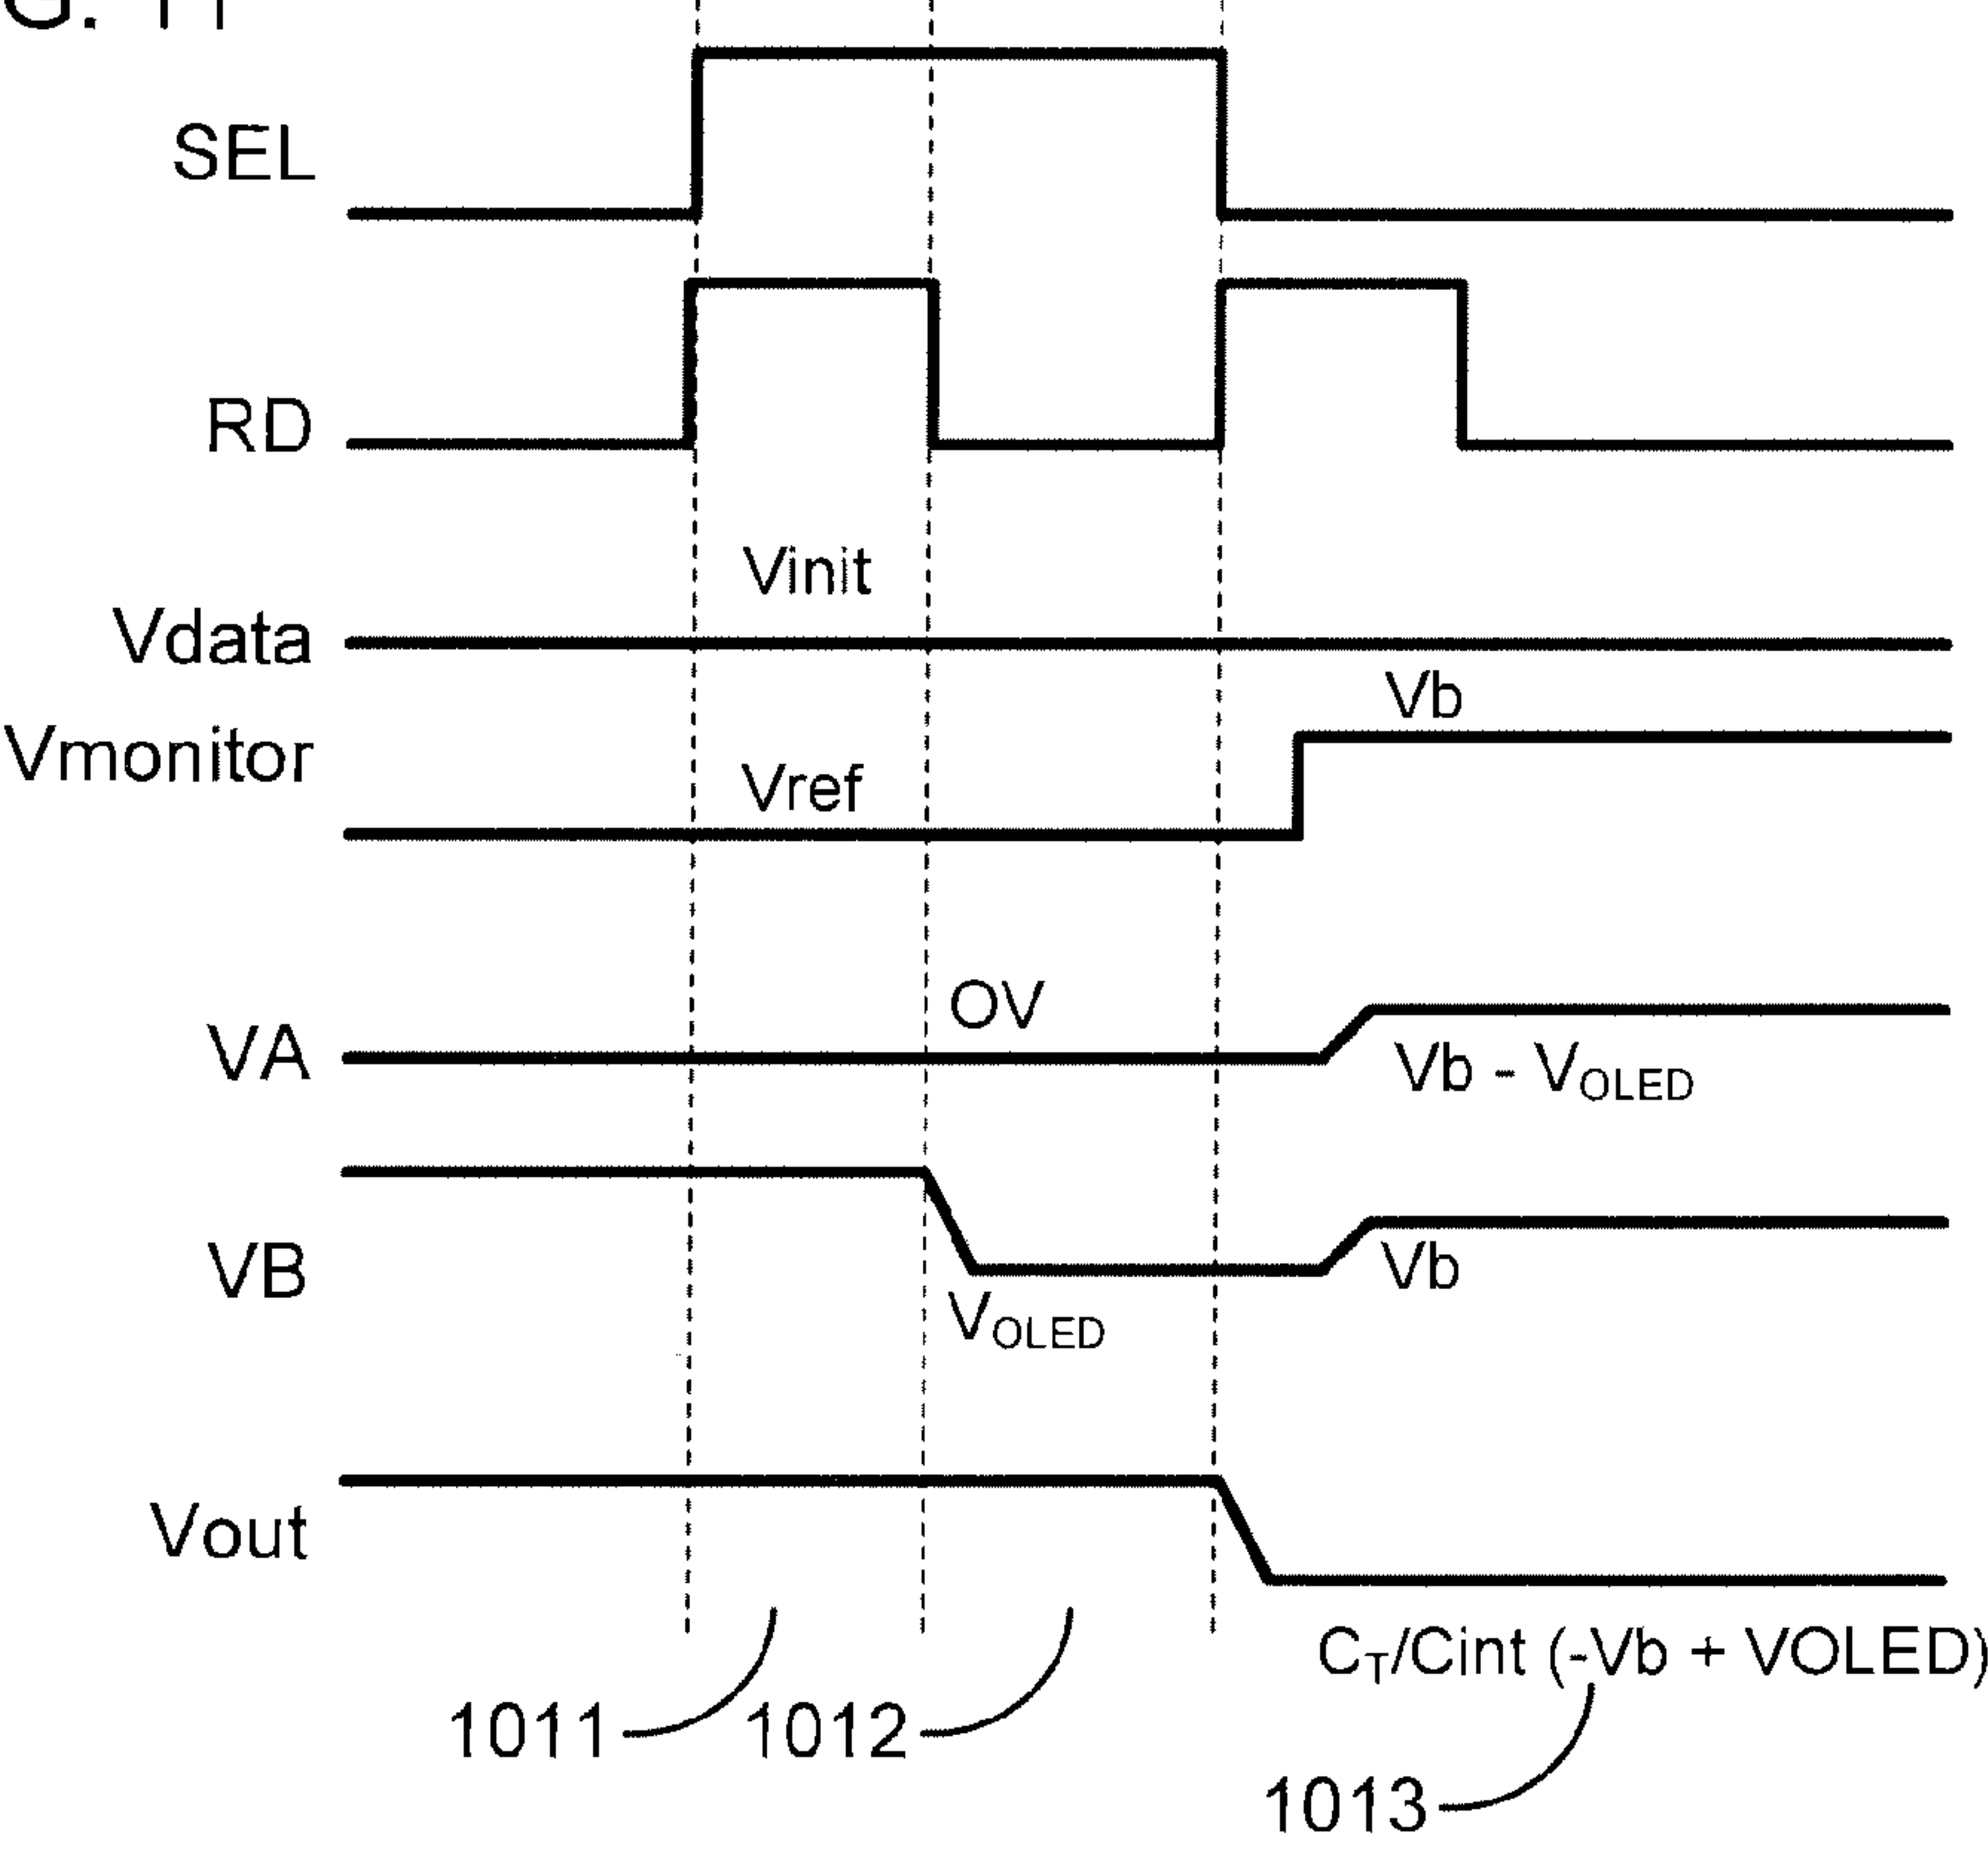 G. 11
SEL
RD
Vinit
Vdata
Vb
Vmonitor
Vref
OV
VA
Vb - VOLED
VB
Vb
VOLED
Vout
CT/Cint (-Vb + VOLED)
1011
1012
1013